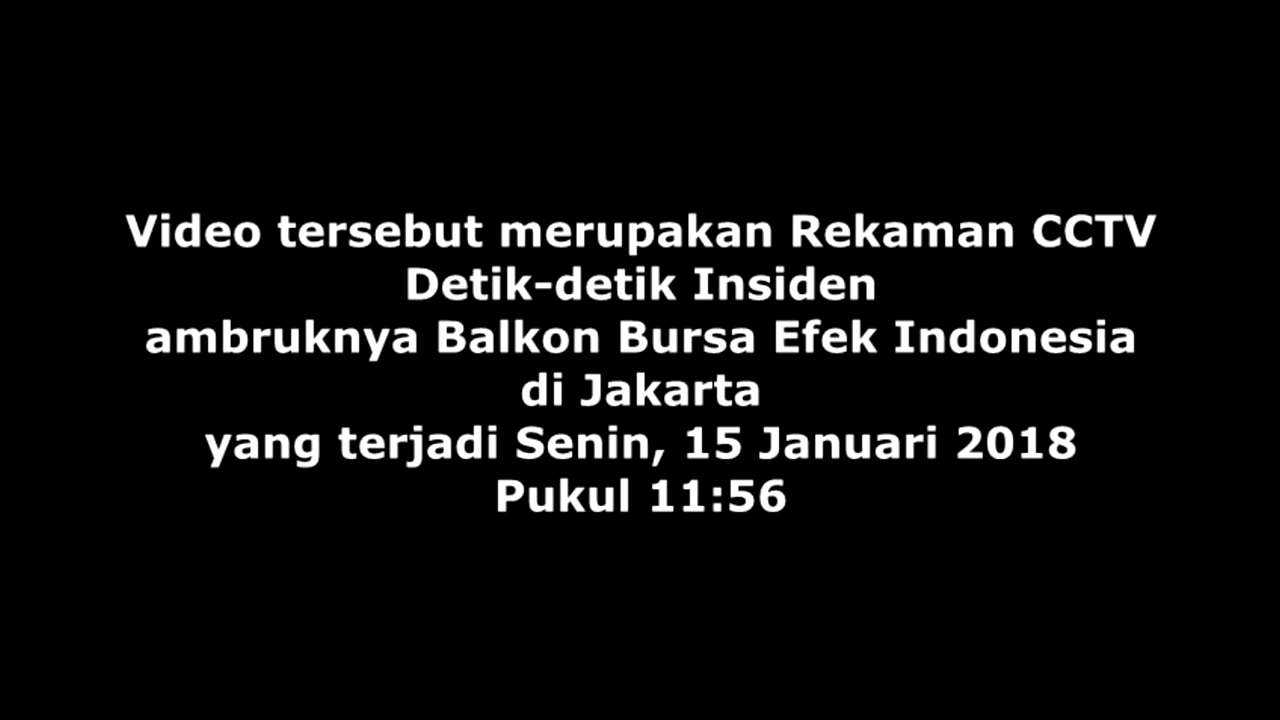 Video tersebut merupakan Rekaman CCTV
Detik-detik Insiden
ambruknya Balkon Bursa Efek Indonesia
di Jakarta
yang terjadi Senin, 15 Januari 2018
Pukul 11:56